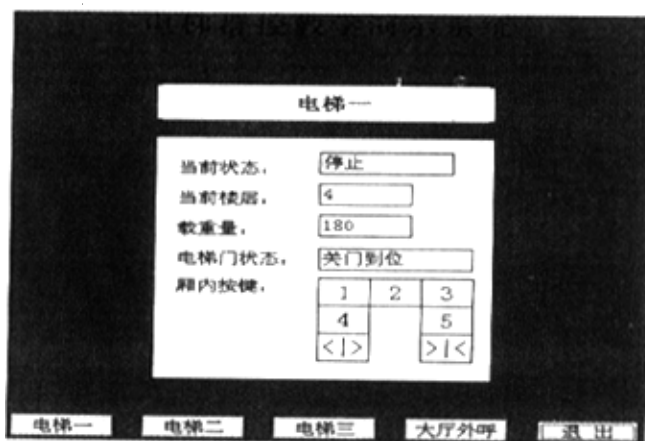 电梯一
当前状态: 停止
当前楼层: 4
载重量: 180
电梯门状态: 关门到位
厢内按键:
1 2 3
4 5
<|> >|<
电梯一 电梯二 电梯三 大厅外呼 退 出